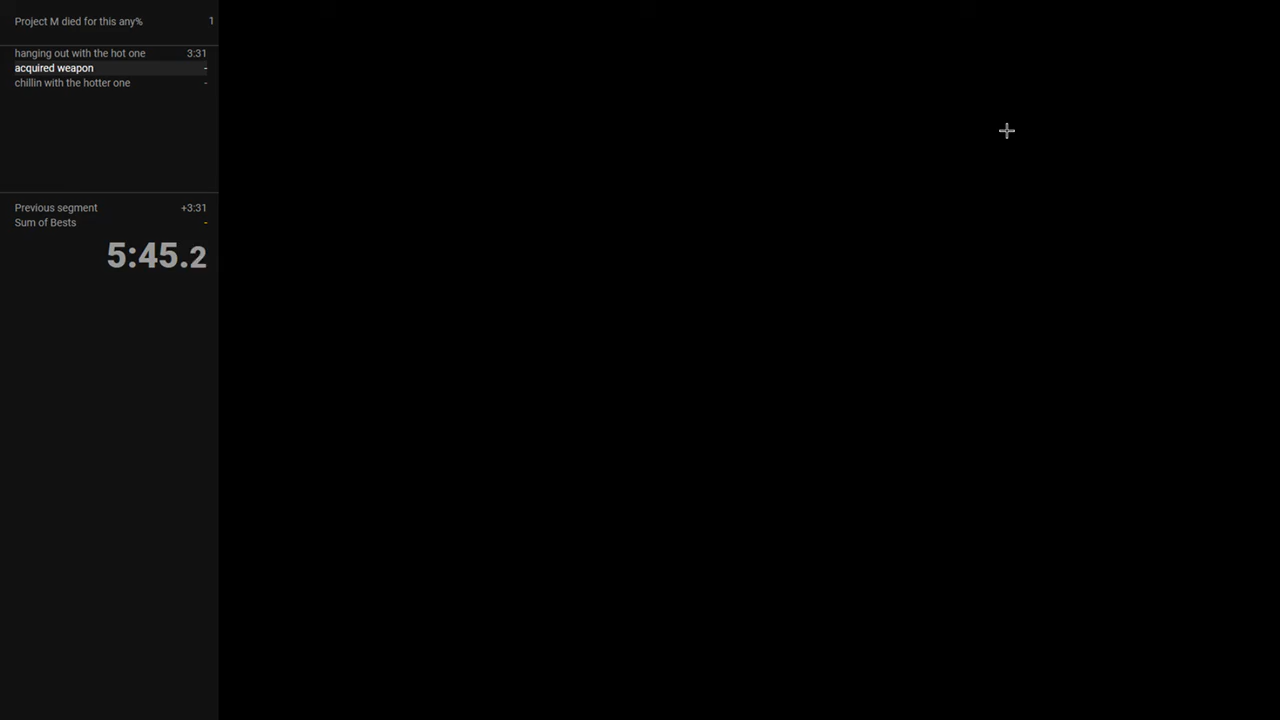 Project M died for this any% 1
hanging out with the hot one 3:31
acquired weapon -
chillin with the hotter one -
Previous segment +3:31
Sum of Bests -
5:45.2